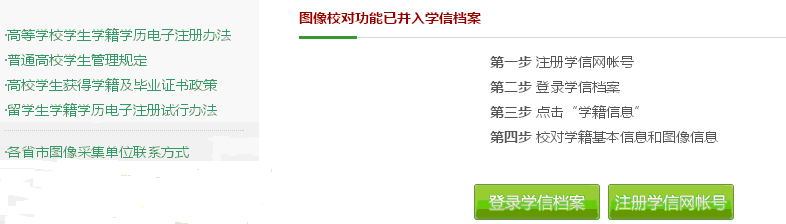 ·高等学校学生学籍学历电子注册办法
·普通高校学生管理规定
·高校学生获得学籍及毕业证书政策
·留学生学籍学历电子注册试行办法
·各省市图像采集单位联系方式
图像校对功能已并入学信档案
第一步 注册学信网帐号
第二步 登录学信档案
第三步 点击“学籍信息”
第四步 校对学籍基本信息和图像信息
登录学信档案
注册学信网帐号